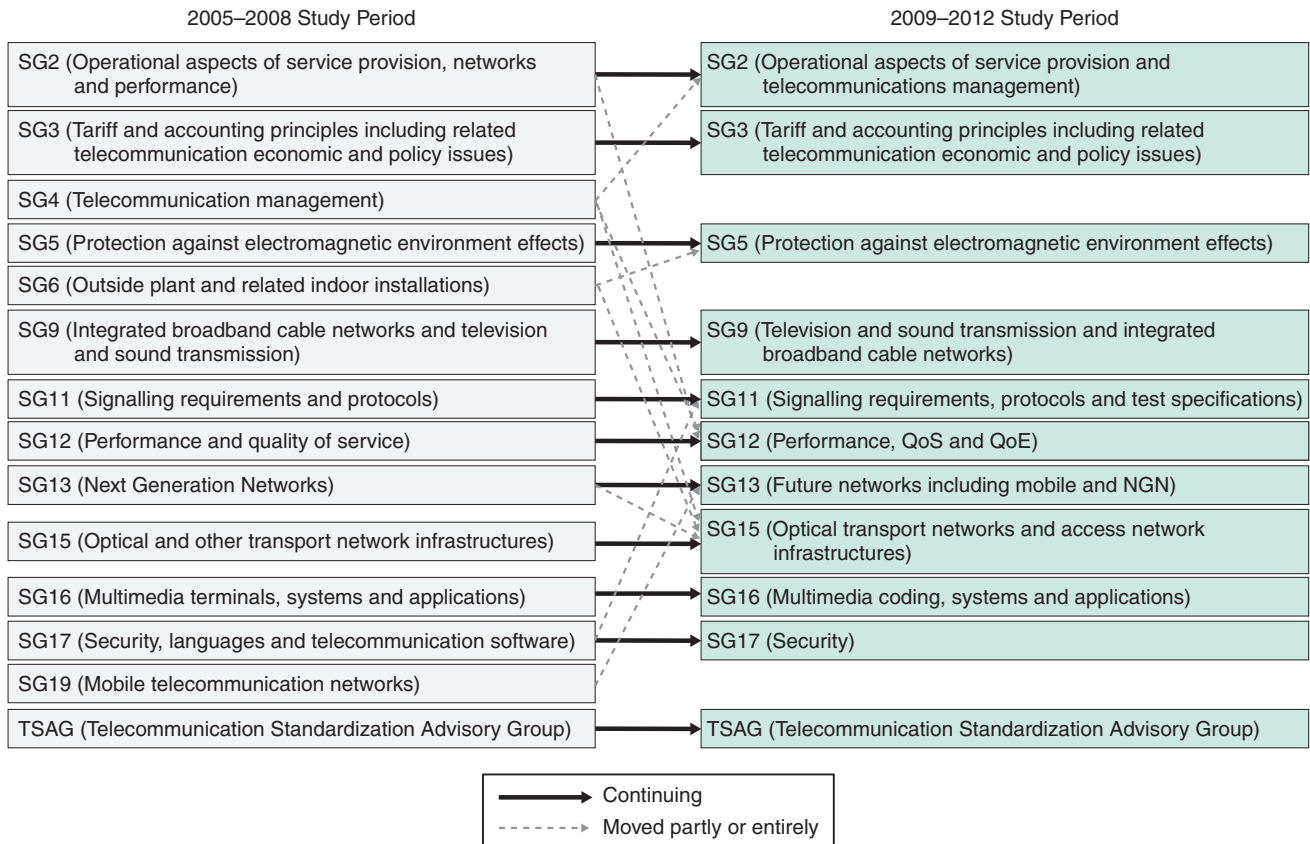 2005–2008 Study Period
2009–2012 Study Period
SG2 (Operational aspects of service provision, networks
and performance)
SG3 (Tariff and accounting principles including related
telecommunication economic and policy issues)
SG4 (Telecommunication management)
SG5 (Protection against electromagnetic environment effects)
SG6 (Outside plant and related indoor installations)
SG9 (Integrated broadband cable networks and television
and sound transmission)
SG11 (Signalling requirements and protocols)
SG12 (Performance and quality of service)
SG13 (Next Generation Networks)
SG15 (Optical and other transport network infrastructures)
SG16 (Multimedia terminals, systems and applications)
SG17 (Security, languages and telecommunication software)
SG19 (Mobile telecommunication networks)
TSAG (Telecommunication Standardization Advisory Group)
SG2 (Operational aspects of service provision and
telecommunications management)
SG3 (Tariff and accounting principles including related
telecommunication economic and policy issues)
SG5 (Protection against electromagnetic environment effects)
SG9 (Television and sound transmission and integrated
broadband cable networks)
SG11 (Signalling requirements, protocols and test specifications)
SG12 (Performance, QoS and QoE)
SG13 (Future networks including mobile and NGN)
SG15 (Optical transport networks and access network
infrastructures)
SG16 (Multimedia coding, systems and applications)
SG17 (Security)
TSAG (Telecommunication Standardization Advisory Group)
Continuing
Moved partly or entirely